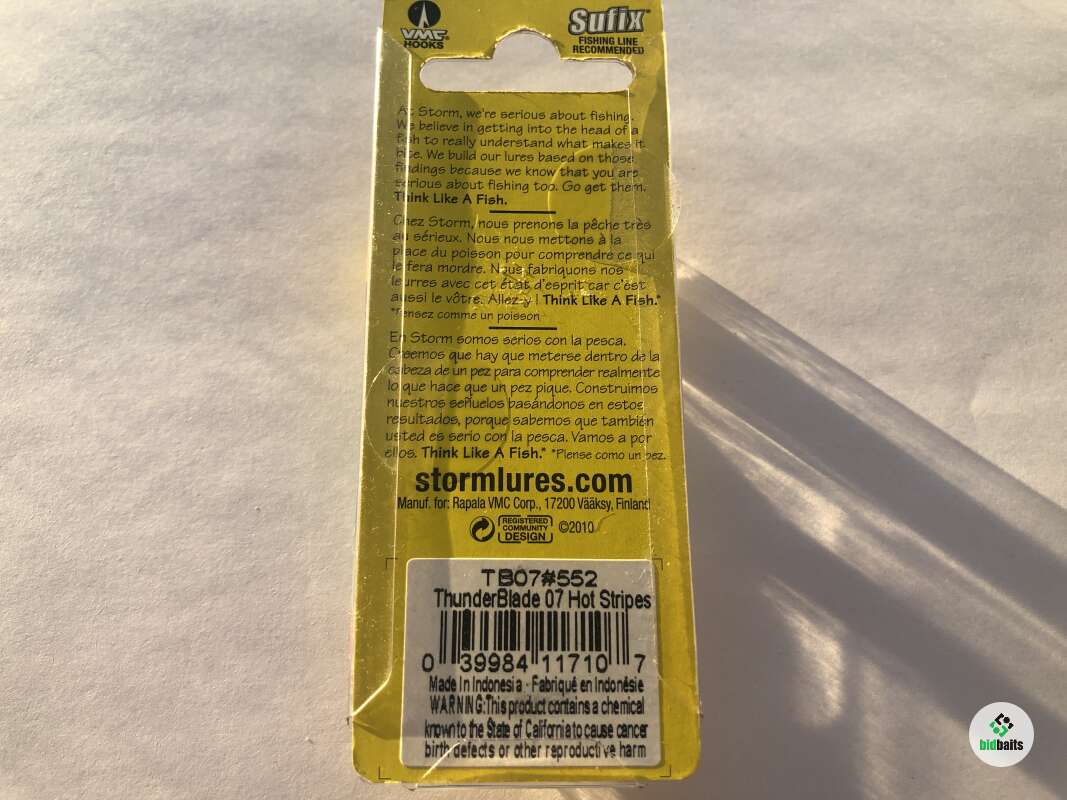 VMC
HOOKS
Sufix
FISHING LINE
RECOMMENDED
At Storm, we're serious about fishing.
We believe in getting into the head of a
fish to really understand what makes it
bite. We build our lures based on those
findings because we know that you are
serious about fishing too. Go get them.
Think Like A Fish.
Chez Storm, nous prenons la pêche très
au sérieux. Nous nous mettons à la
place du poisson pour comprendre ce qui
le fera mordre. Nous fabriquons nos
leurres avec cet état d'esprit car c'est
aussi le vôtre. Allez-y ! Think Like A Fish.*
*Pensez comme un poisson
En Storm somos serios con la pesca.
Creemos que hay que meterse dentro de la
cabeza de un pez para comprender realmente
lo que hace que un pez pique. Construimos
nuestros señuelos basándonos en estos
resultados, porque sabemos que también
usted es serio con la pesca. Vamos a por
ellos. Think Like A Fish.* *Piense como un pez.
stormlures.com
Manuf. for: Rapala VMC Corp., 17200 Vääksy, Finland
REGISTERED
COMMUNITY
DESIGN
©2010
TB07#552
ThunderBlade 07 Hot Stripes
0 39984 11710 7
Made In Indonesia - Fabriqué en Indonésie
WARNING:This product contains a chemical
known to the State of California to cause cancer
birth defects or other reproductive harm
bidbaits